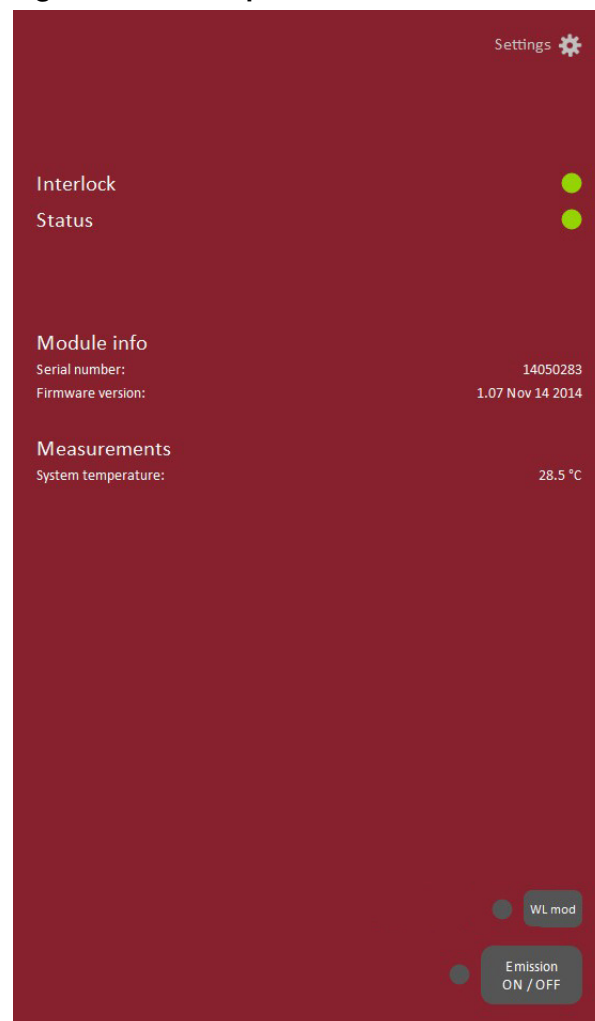 Settings
Interlock
Status
Module info
Serial number: 14050283
Firmware version: 1.07 Nov 14 2014
Measurements
System temperature: 28.5 °C
WL mod
Emission
ON / OFF